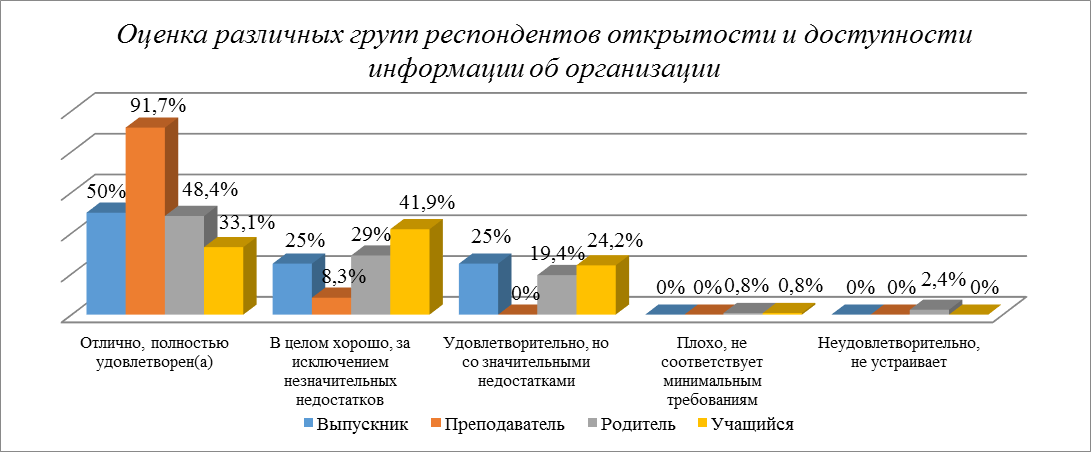 Оценка различных групп респондентов открытости и доступности
информации об организации
91,7%
50%
48,4%
33,1%
25%
8,3%
29%
41,9%
25%
0%
19,4%
24,2%
0%
0%
0,8%
0,8%
0%
0%
2,4%
0%
Отлично, полностью
удовлетворен(а)
В целом хорошо, за
исключением
незначительных
недостатков
Удовлетворительно, но
со значительными
недостатками
Плохо, не
соответствует
минимальным
требованиям
Неудовлетворительно,
не устраивает
Выпускник
Преподаватель
Родитель
Учащийся